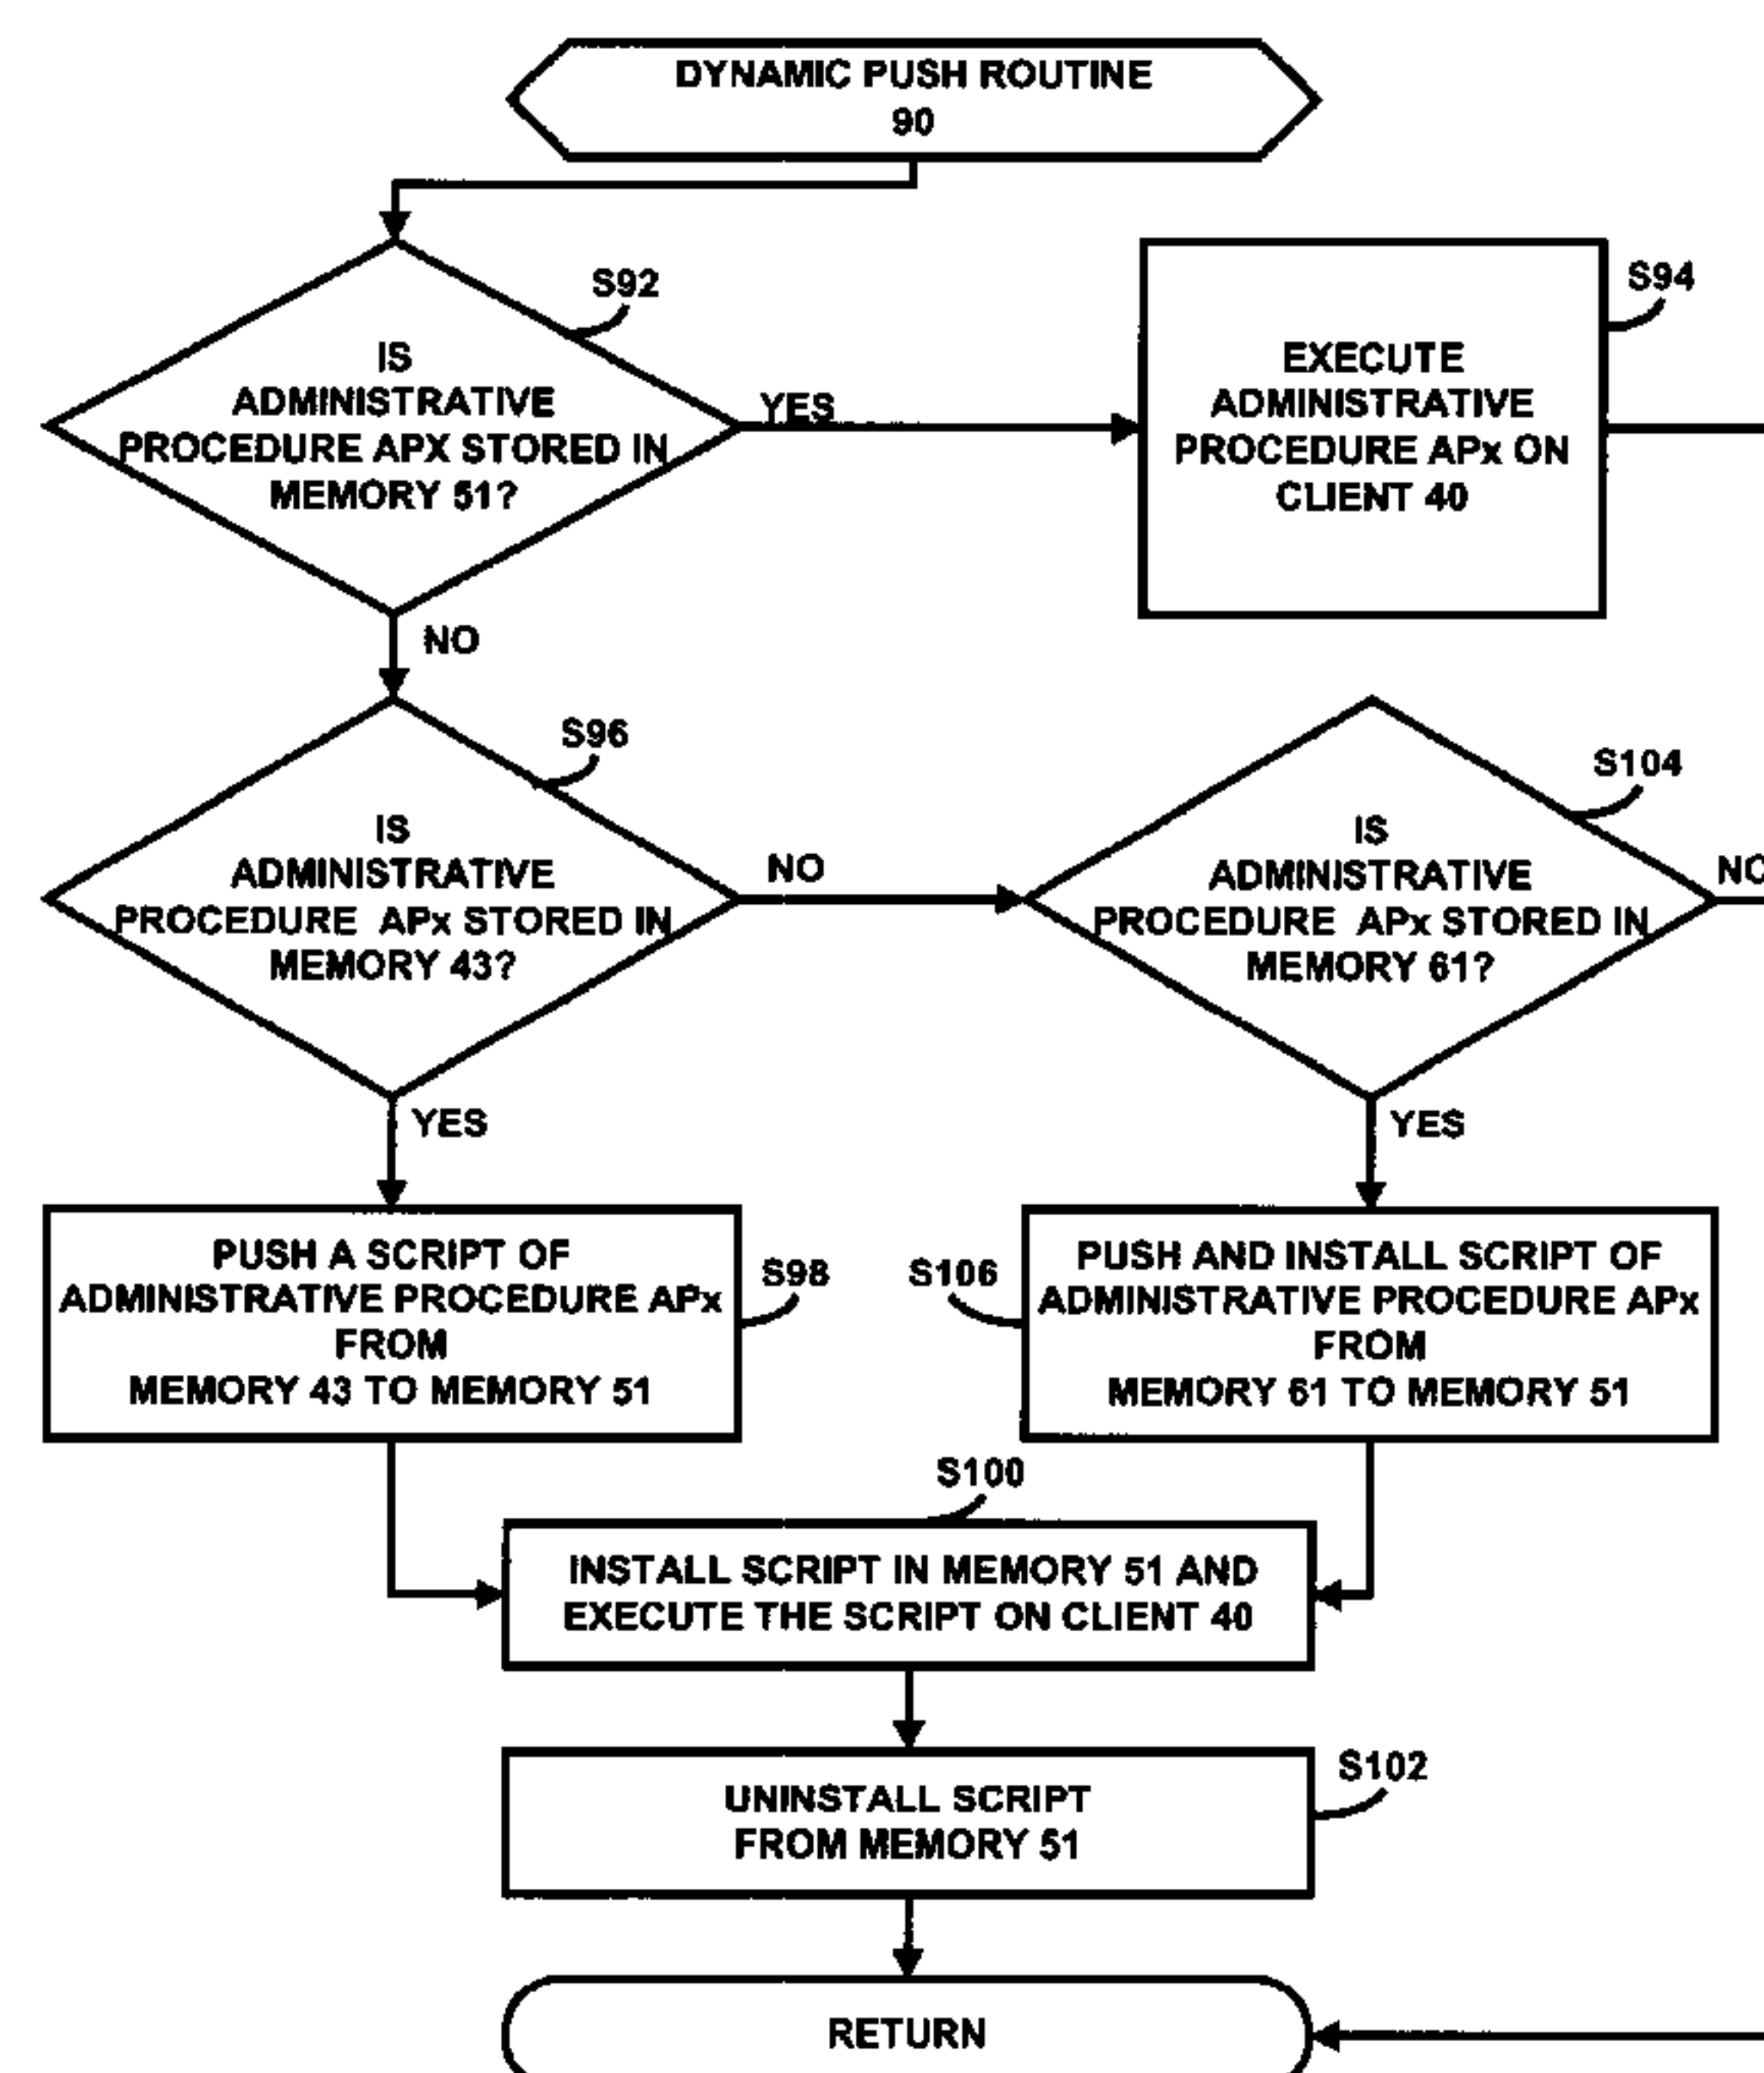 DYNAMIC PUSH ROUTINE
90
S92
IS
ADMINISTRATIVE
PROCEDURE APX STORED IN
MEMORY 51?
YES
NO
S94
EXECUTE
ADMINISTRATIVE
PROCEDURE APx ON
CLIENT 40
S96
IS
ADMINISTRATIVE
PROCEDURE APx STORED IN
MEMORY 43?
NO
YES
S104
IS
ADMINISTRATIVE
PROCEDURE APx STORED IN
MEMORY 61?
NO
YES
PUSH A SCRIPT OF
ADMINISTRATIVE PROCEDURE APx
FROM
MEMORY 43 TO MEMORY 51
S98
S106
PUSH AND INSTALL SCRIPT OF
ADMINISTRATIVE PROCEDURE APx
FROM
MEMORY 61 TO MEMORY 51
S100
INSTALL SCRIPT IN MEMORY 51 AND
EXECUTE THE SCRIPT ON CLIENT 40
S102
UNINSTALL SCRIPT
FROM MEMORY 51
RETURN